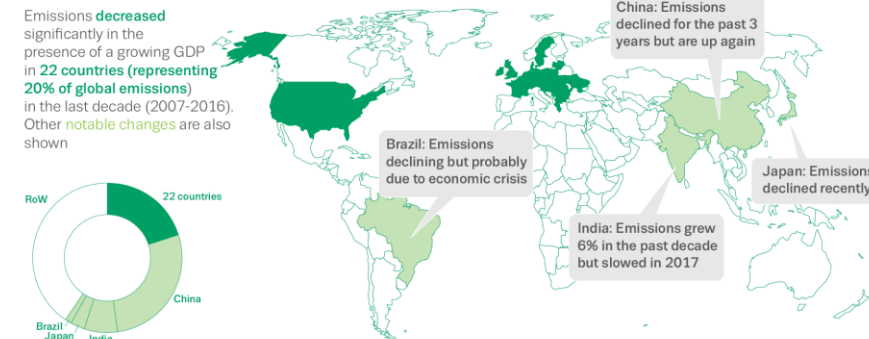 Emissions decreased
significantly in the
presence of a growing GDP
in 22 countries (representing
20% of global emissions)
in the last decade (2007-2016).
Other notable changes are also
shown
China: Emissions
declined for the past 3
years but are up again
Brazil: Emissions
declining but probably
due to economic crisis
Japan: Emissions
declined recently
India: Emissions grew
6% in the past decade
but slowed in 2017
RoW
22 countries
China
Brazil
Japan
India